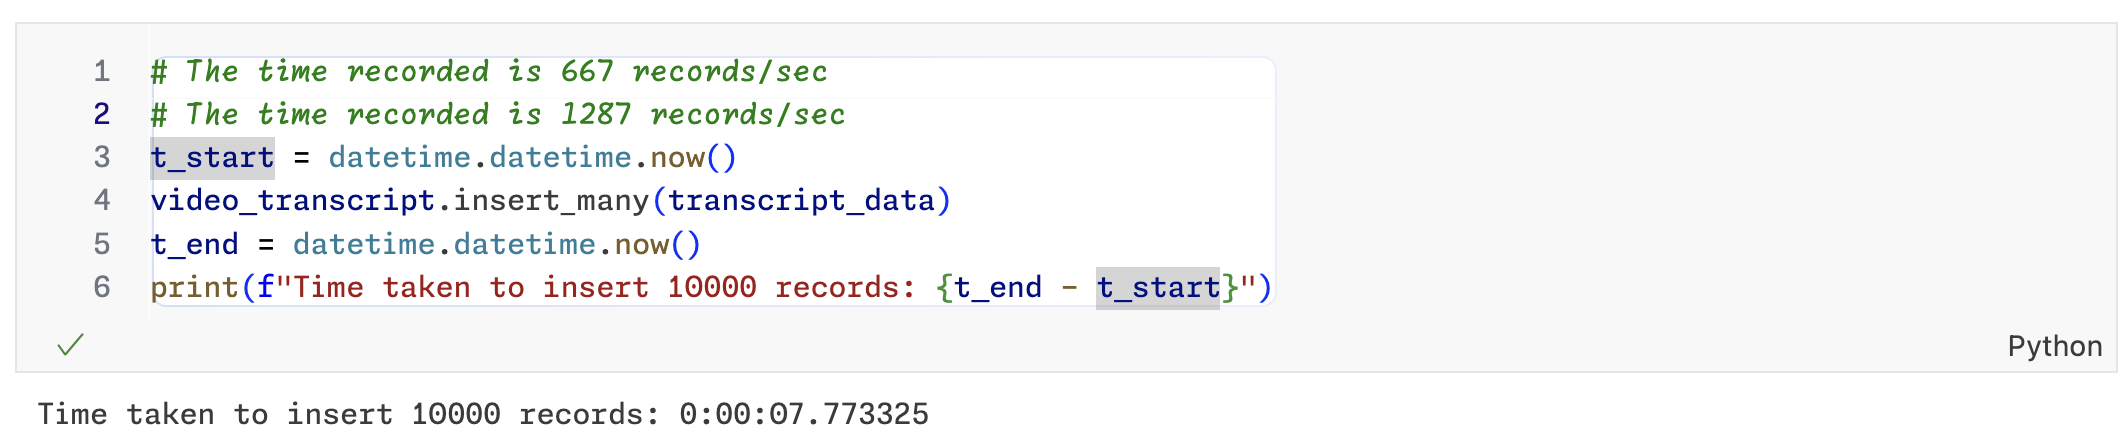 1 # The time recorded is 667 records/sec
2 # The time recorded is 1287 records/sec
3 t_start = datetime.datetime.now()
4 video_transcript.insert_many(transcript_data)
5 t_end = datetime.datetime.now()
6 print(f"Time taken to insert 10000 records: {t_end - t_start}")
Python
Time taken to insert 10000 records: 0:00:07.773325